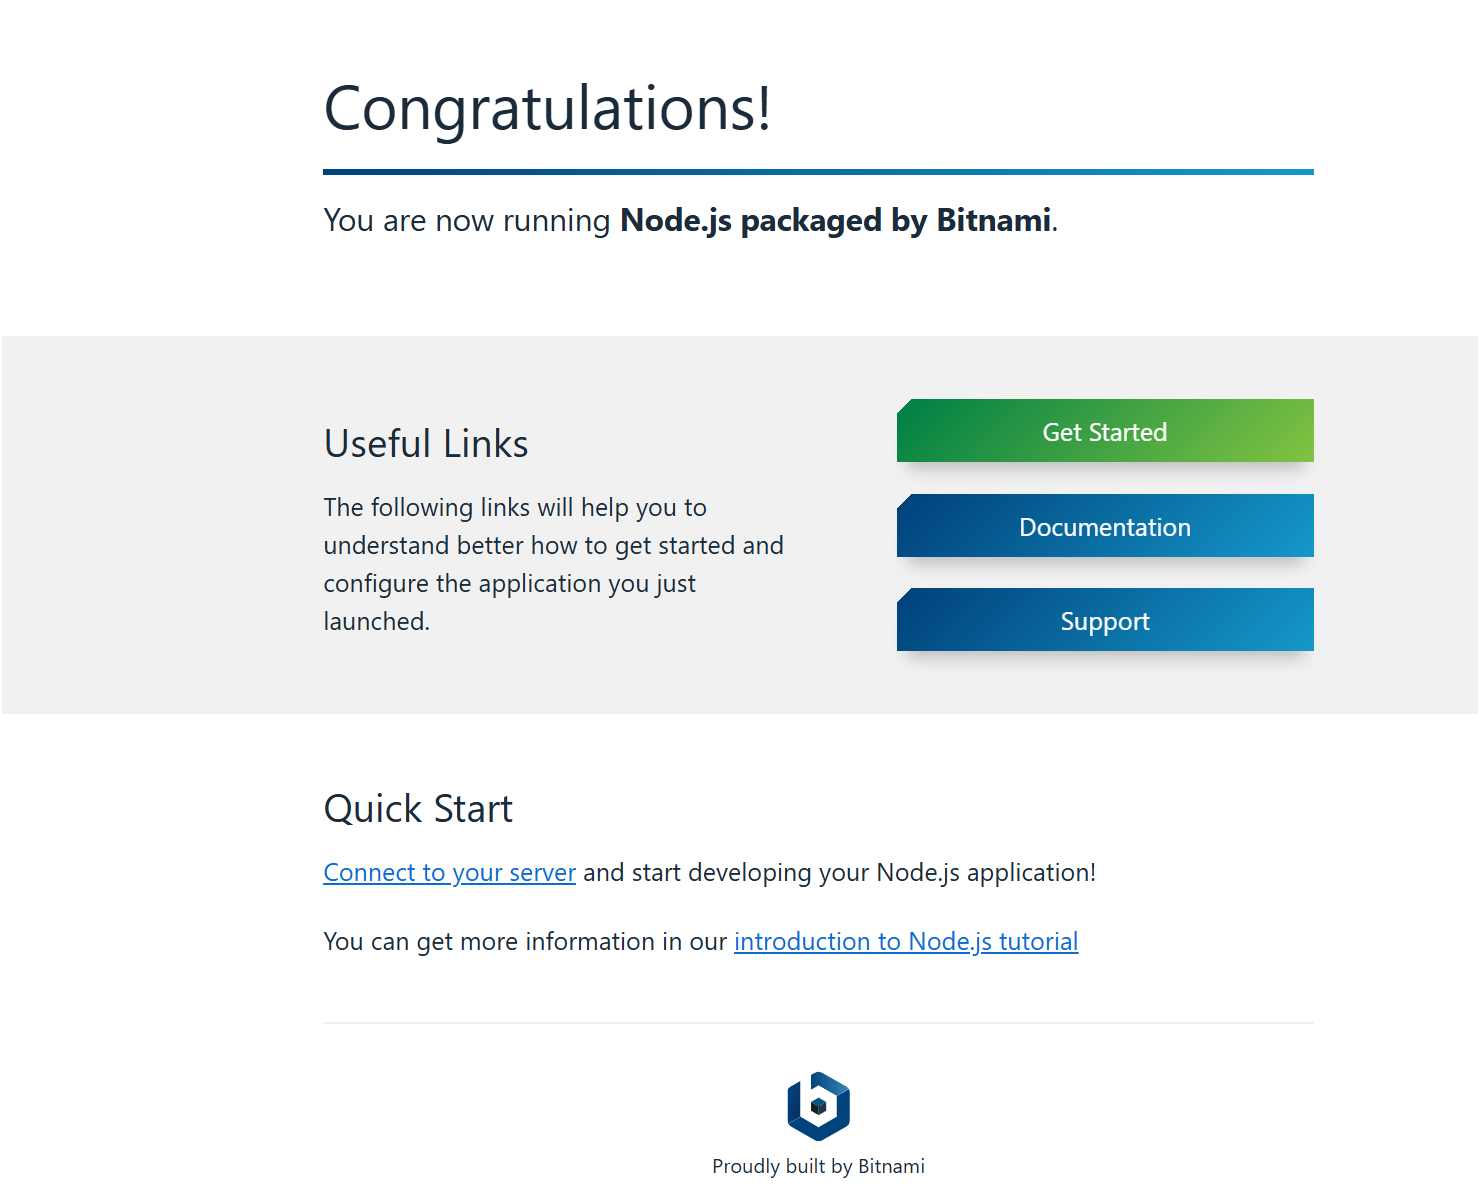 Congratulations!
You are now running Node.js packaged by Bitnami.
Useful Links
The following links will help you to
understand better how to get started and
configure the application you just
launched.
Get Started
Documentation
Support
Quick Start
Connect to your server and start developing your Node.js application!
You can get more information in our introduction to Node.js tutorial
Proudly built by Bitnami